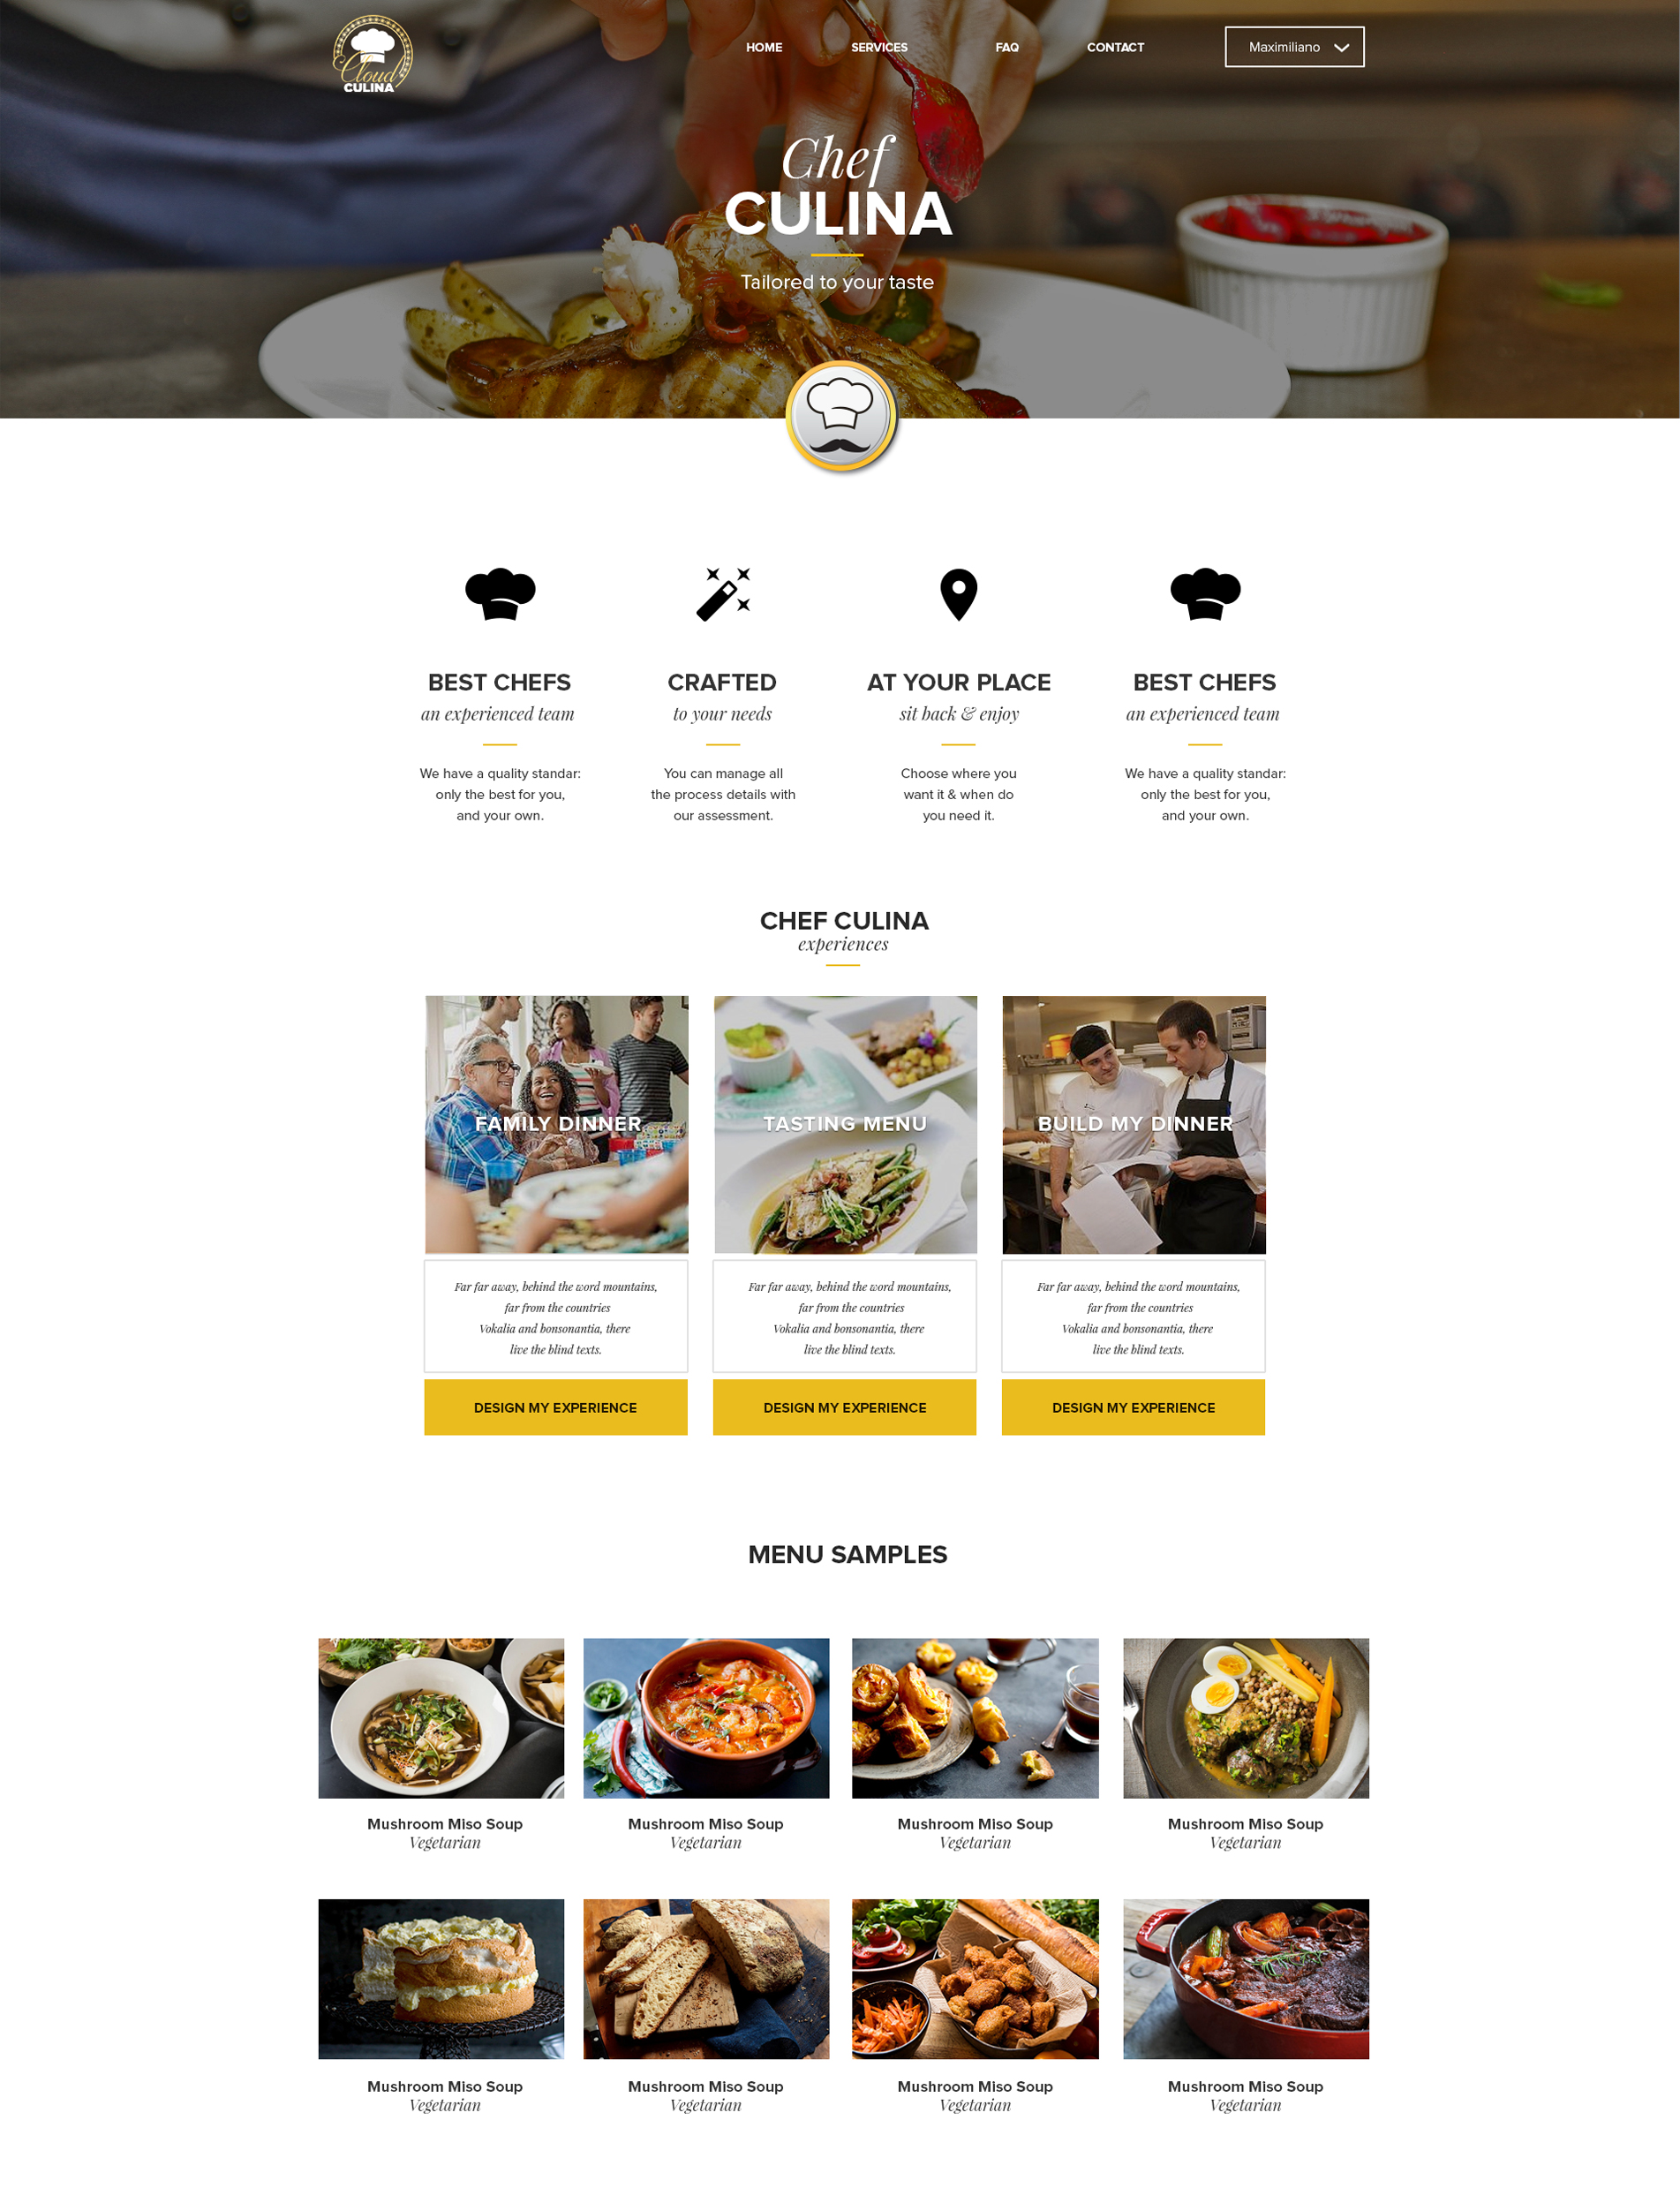 Cloud
CULINA
HOME SERVICES FAQ CONTACT Maximiliano
Chef
CULINA
Tailored to your taste
BEST CHEFS
an experienced team
We have a quality standar:
only the best for you,
and your own.
CRAFTED
to your needs
You can manage all
the process details with
our assessment.
AT YOUR PLACE
sit back & enjoy
Choose where you
want it & when do
you need it.
BEST CHEFS
an experienced team
We have a quality standar:
only the best for you,
and your own.
CHEF CULINA
experiences
FAMILY DINNER
Far far away, behind the word mountains,
far from the countries
Vokalia and bonsonantia, there
live the blind texts.
DESIGN MY EXPERIENCE
TASTING MENU
Far far away, behind the word mountains,
far from the countries
Vokalia and bonsonantia, there
live the blind texts.
DESIGN MY EXPERIENCE
BUILD MY DINNER
Far far away, behind the word mountains,
far from the countries
Vokalia and bonsonantia, there
live the blind texts.
DESIGN MY EXPERIENCE
MENU SAMPLES
Mushroom Miso Soup
Vegetarian
Mushroom Miso Soup
Vegetarian
Mushroom Miso Soup
Vegetarian
Mushroom Miso Soup
Vegetarian
Mushroom Miso Soup
Vegetarian
Mushroom Miso Soup
Vegetarian
Mushroom Miso Soup
Vegetarian
Mushroom Miso Soup
Vegetarian